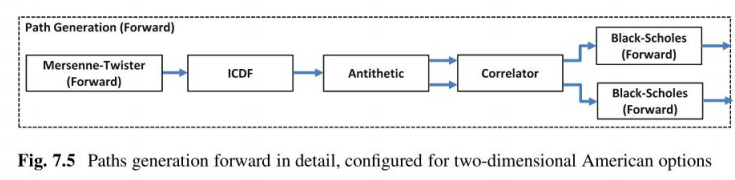 Path Generation (Forward)
Mersenne-Twister
(Forward)
ICDF
Antithetic
Correlator
Black-Scholes
(Forward)
Black-Scholes
(Forward)
Fig. 7.5 Paths generation forward in detail, configured for two-dimensional American options